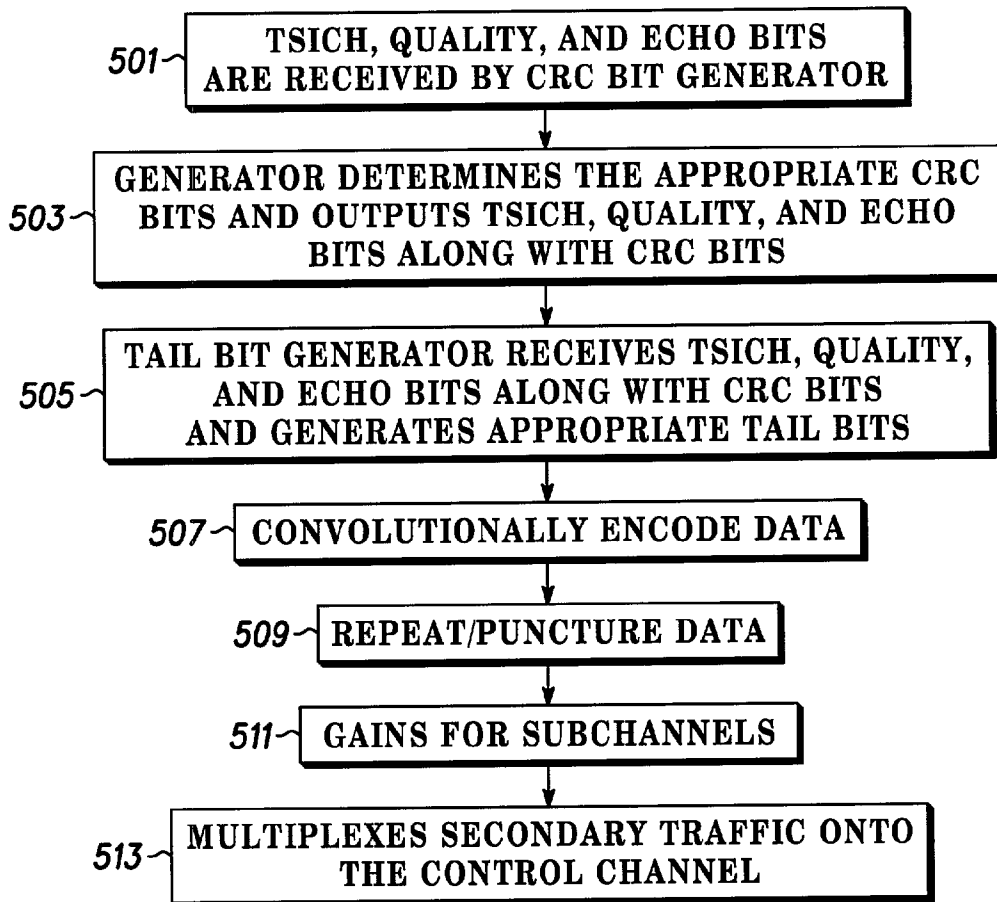 501 TSICH, QUALITY, AND ECHO BITS
ARE RECEIVED BY CRC BIT GENERATOR
GENERATOR DETERMINES THE APPROPRIATE CRC
503 BITS AND OUTPUTS TSICH, QUALITY, AND ECHO
BITS ALONG WITH CRC BITS
TAIL BIT GENERATOR RECEIVES TSICH, QUALITY,
505 AND ECHO BITS ALONG WITH CRC BITS
AND GENERATES APPROPRIATE TAIL BITS
507 CONVOLUTIONALLY ENCODE DATA
509 REPEAT/PUNCTURE DATA
511 GAINS FOR SUBCHANNELS
513 MULTIPLEXES SECONDARY TRAFFIC ONTO
THE CONTROL CHANNEL